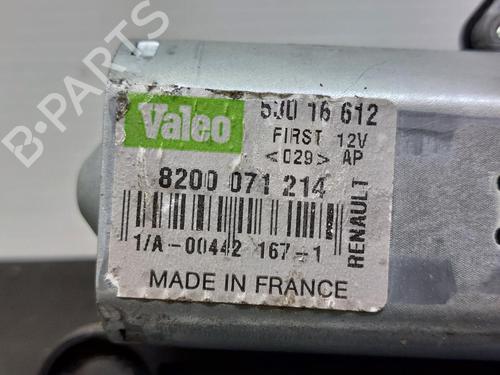 B-PARTS
Valeo
530 16 612
FIRST 12V
<029> AP
8200 071 214
1/A-00442 167-1
RENAULT
MADE IN FRANCE